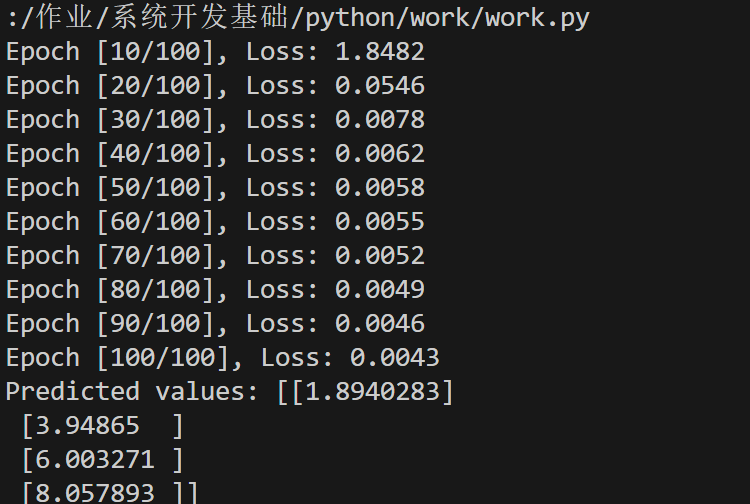 :/作业/系统开发基础/python/work/work.py
Epoch [10/100], Loss: 1.8482
Epoch [20/100], Loss: 0.0546
Epoch [30/100], Loss: 0.0078
Epoch [40/100], Loss: 0.0062
Epoch [50/100], Loss: 0.0058
Epoch [60/100], Loss: 0.0055
Epoch [70/100], Loss: 0.0052
Epoch [80/100], Loss: 0.0049
Epoch [90/100], Loss: 0.0046
Epoch [100/100], Loss: 0.0043
Predicted values: [[1.8940283]
 [3.94865  ]
 [6.003271 ]
 [8.057893 ]]